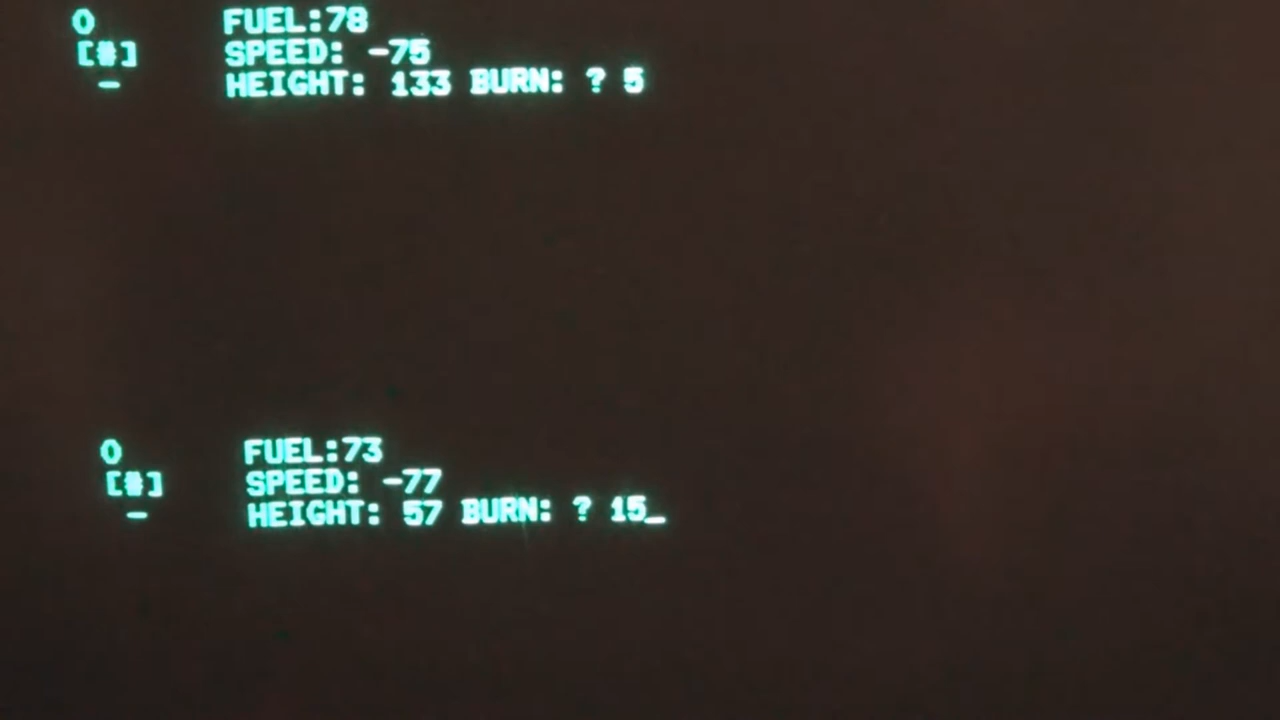 O FUEL:78
[#] SPEED: -75
– HEIGHT: 133 BURN: ? 5
O FUEL:73
[#] SPEED: -77
– HEIGHT: 57 BURN: ? 15_